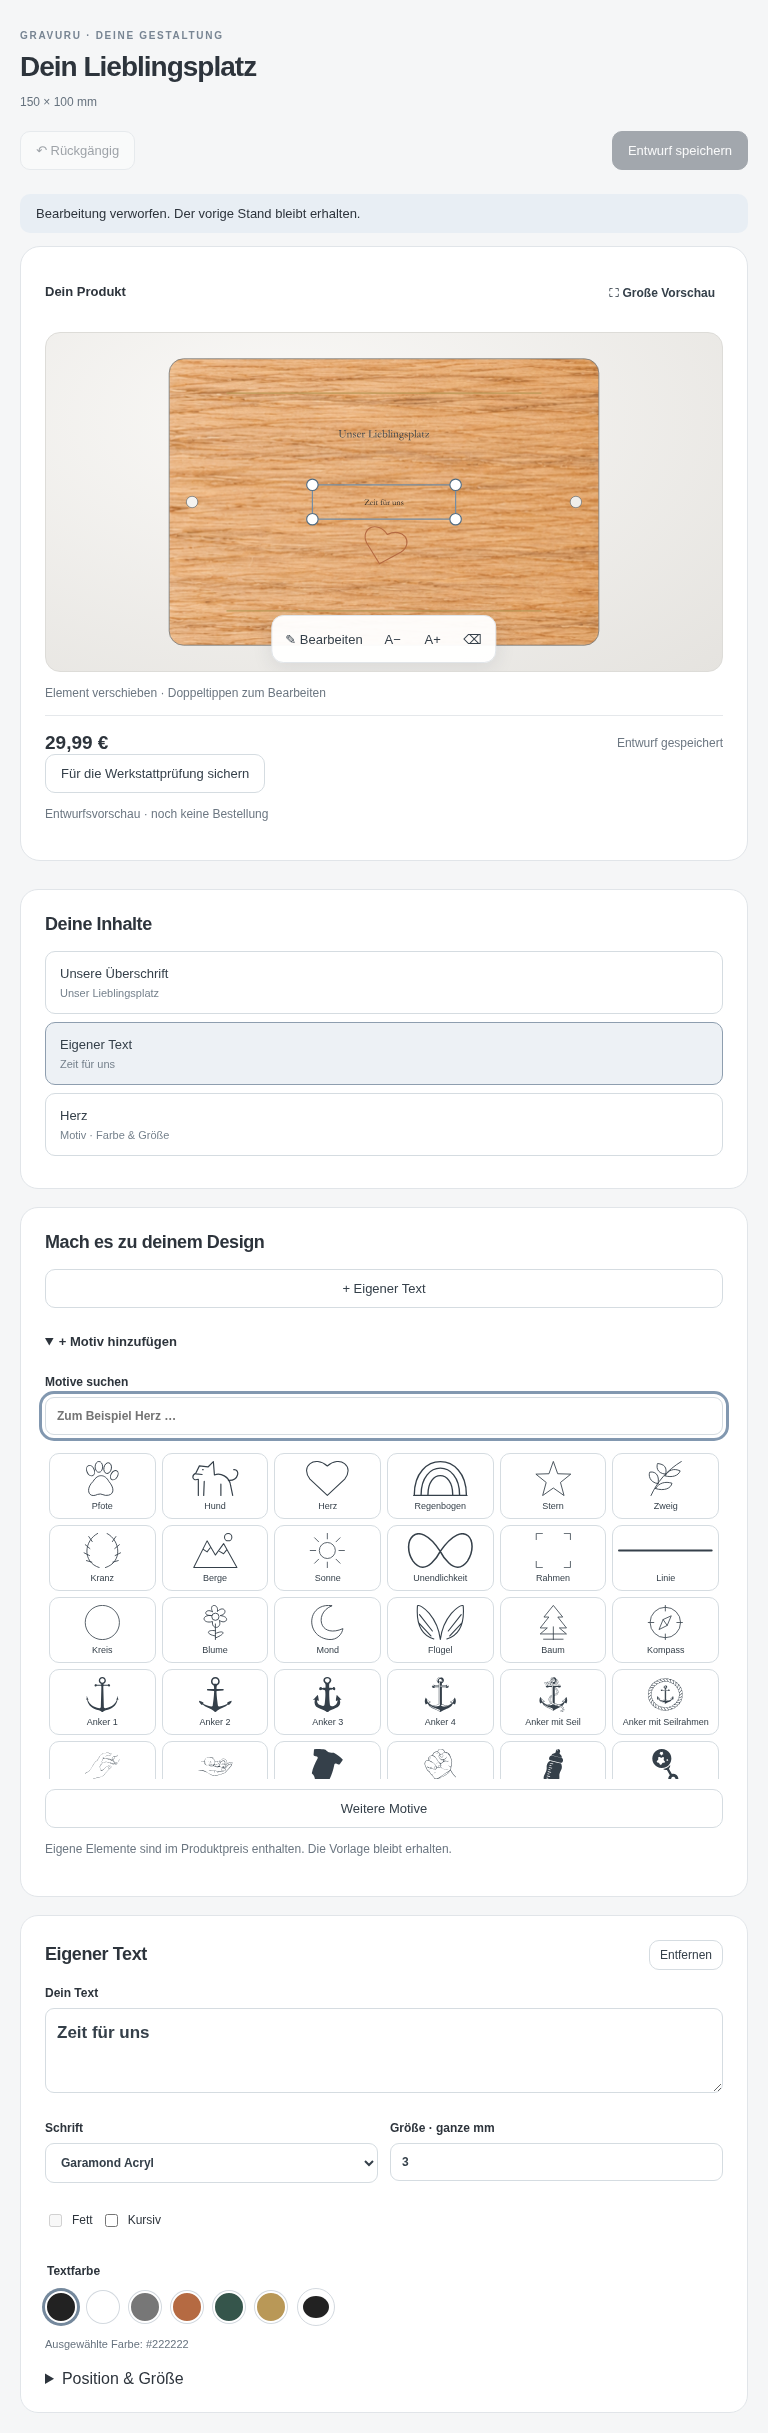 GRAVURU · DEINE GESTALTUNG
Dein Lieblingsplatz
150 × 100 mm
↶ Rückgängig
Entwurf speichern
Bearbeitung verworfen. Der vorige Stand bleibt erhalten.
Dein Produkt
⛶ Große Vorschau
Unser Lieblingsplatz
Zeit für uns
✎ Bearbeiten A− A+ ⌫
Element verschieben · Doppeltippen zum Bearbeiten
29,99 €
Entwurf gespeichert
Für die Werkstattprüfung sichern
Entwurfsvorschau · noch keine Bestellung
Deine Inhalte
Unsere Überschrift
Unser Lieblingsplatz
Eigener Text
Zeit für uns
Herz
Motiv · Farbe & Größe
Mach es zu deinem Design
+ Eigener Text
▼ + Motiv hinzufügen
Motive suchen
Zum Beispiel Herz …
Pfote Hund Herz Regenbogen Stern Zweig
Kranz Berge Sonne Unendlichkeit Rahmen Linie
Kreis Blume Mond Flügel Baum Kompass
Anker 1 Anker 2 Anker 3 Anker 4 Anker mit Seil Anker mit Seilrahmen
Weitere Motive
Eigene Elemente sind im Produktpreis enthalten. Die Vorlage bleibt erhalten.
Eigener Text
Entfernen
Dein Text
Zeit für uns
Schrift
Größe · ganze mm
Garamond Acryl
3
Fett Kursiv
Textfarbe
Ausgewählte Farbe: #222222
▶ Position & Größe